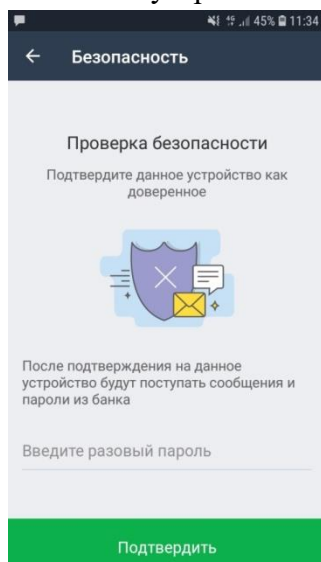 45% 11:34
Безопасность
Проверка безопасности
Подтвердите данное устройство как
доверенное
После подтверждения на данное
устройство будут поступать сообщения и
пароли из банка
Введите разовый пароль
Подтвердить